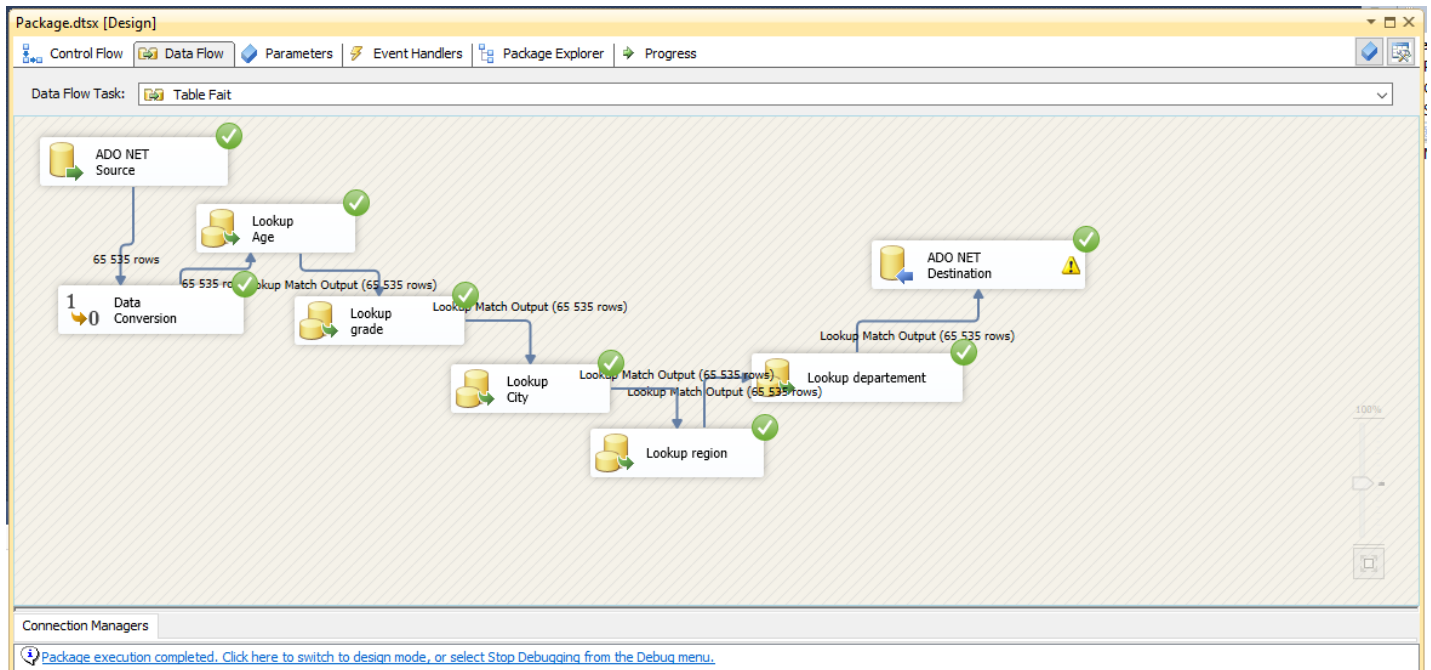 Package.dtsx [Design]
Control Flow Data Flow Parameters Event Handlers Package Explorer Progress
Data Flow Task: Table Fait
ADO NET
Source
Lookup
Age
65 535 rows
65 535
Lookup Match Output (65 535 rows)
1
0
Data
Conversion
Lookup
grade
Lookup Match Output (65 535 rows)
ADO NET
Destination
Lookup Match Output (65 535 rows)
Lookup
City
Lookup Match Output (65 535 rows)
Lookup Match Output (65 535 rows)
Lookup departement
Lookup region
100%
Connection Managers
Package execution completed. Click here to switch to design mode, or select Stop Debugging from the Debug menu.